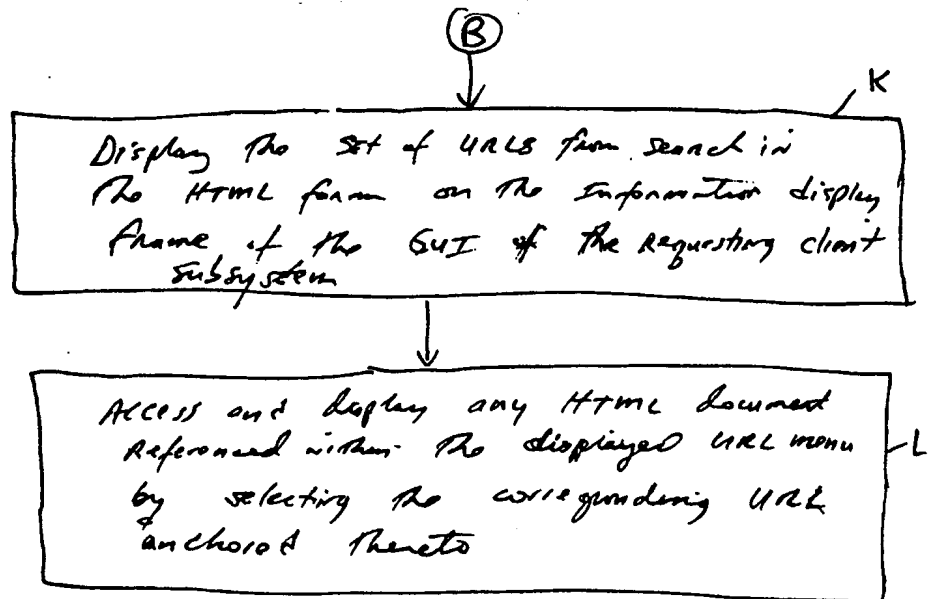 B
K
Display the set of URLS from search in
the HTML form on the Information display
frame of the GUI of the Requesting client
subsystem
Access and display any HTML document
Referenced within the displayed URL menu
L
by selecting the corresponding URL
anchored thereto